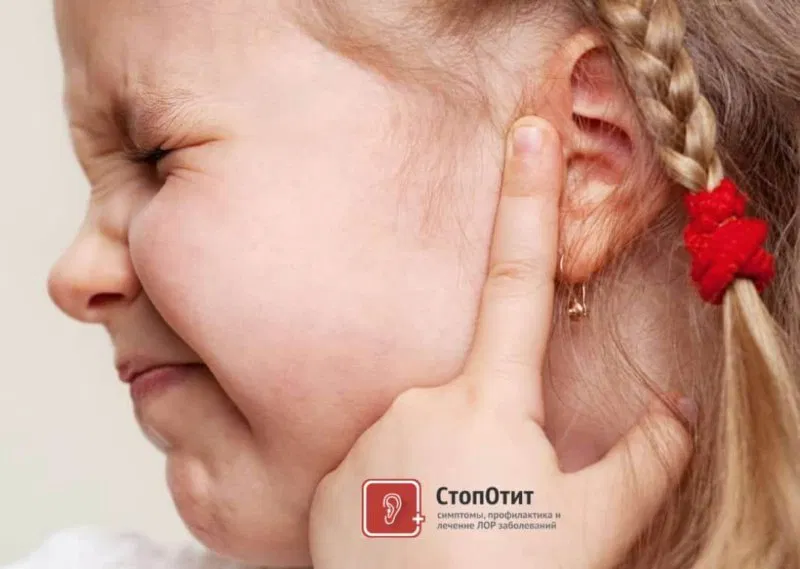 СтопОтит
симптомы, профилактика и
лечение ЛОР заболеваний